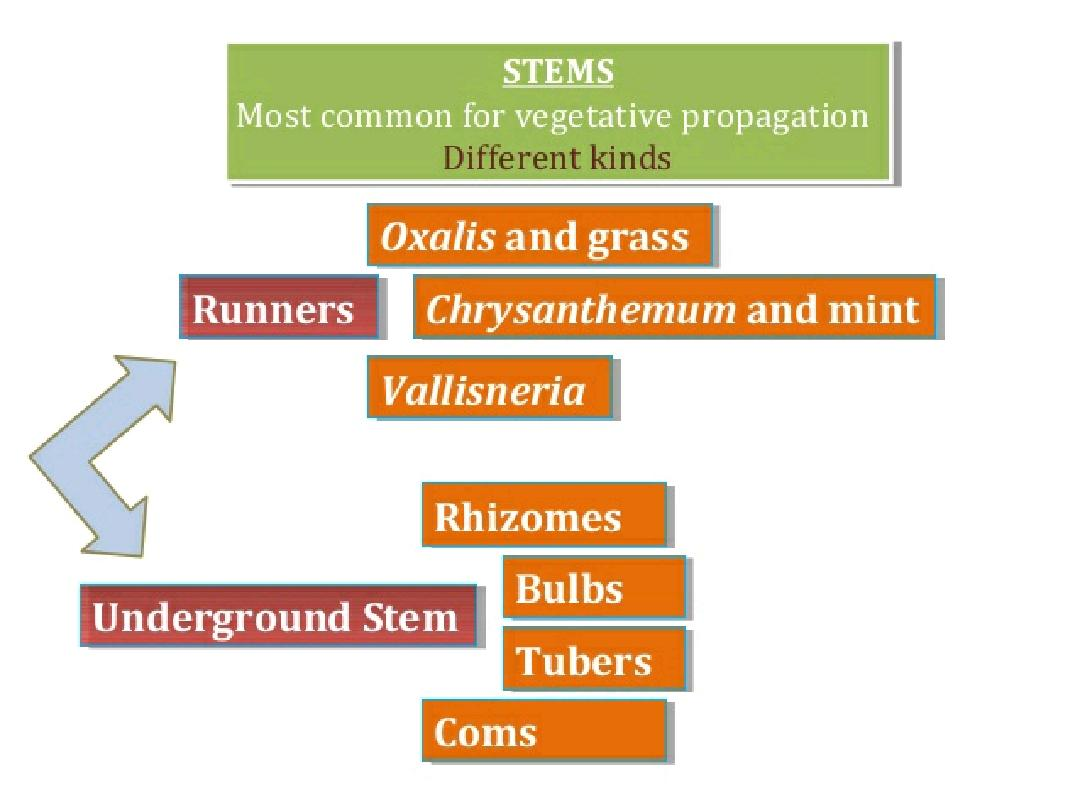 STEMS
Most common for vegetative propagation
Different kinds
Oxalis and grass
Runners
Chrysanthemum and mint
Vallisneria
Rhizomes
Bulbs
Underground Stem
Tubers
Coms